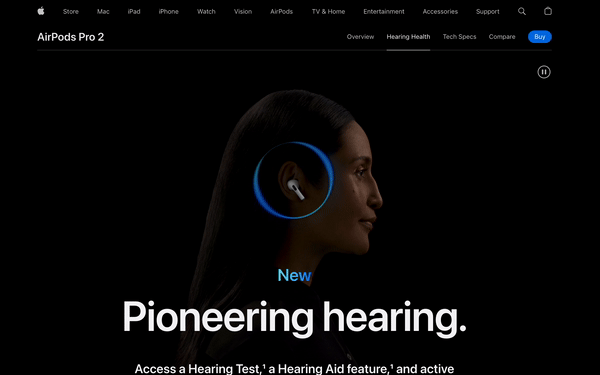 Store Mac iPad iPhone Watch Vision AirPods TV & Home Entertainment Accessories Support
AirPods Pro 2 Overview Hearing Health Tech Specs Compare Buy
New
Pioneering hearing.
Access a Hearing Test,¹ a Hearing Aid feature,¹ and active